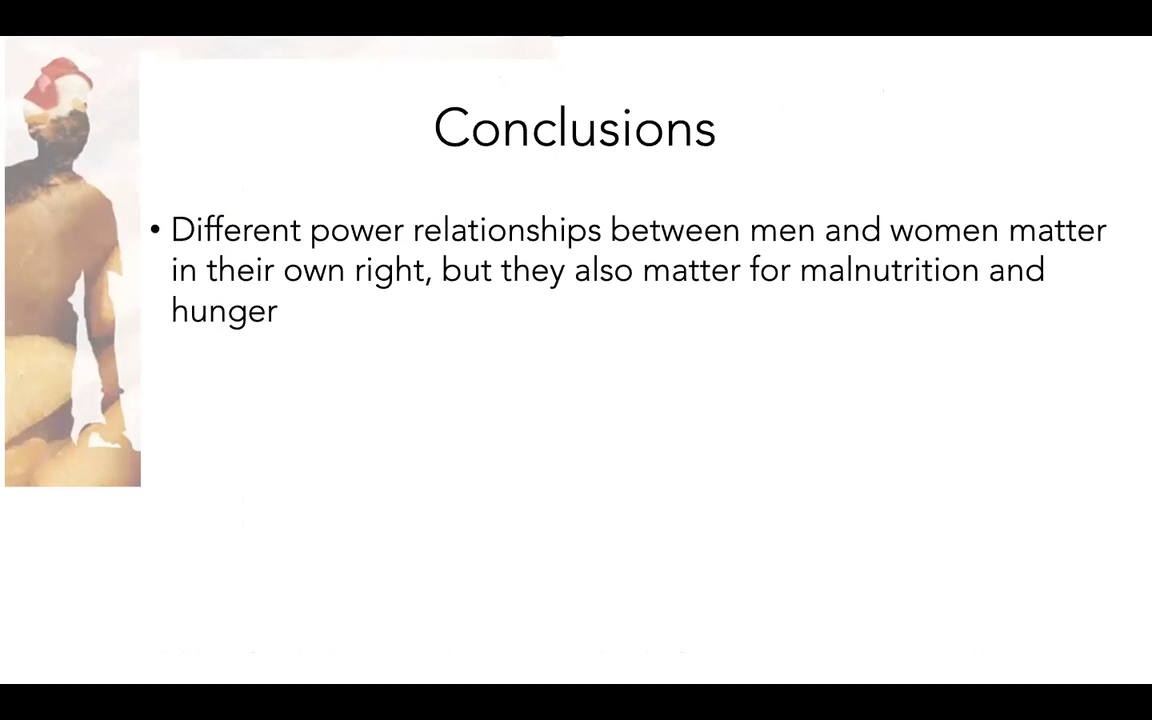 Conclusions
• Different power relationships between men and women matter
in their own right, but they also matter for malnutrition and
hunger